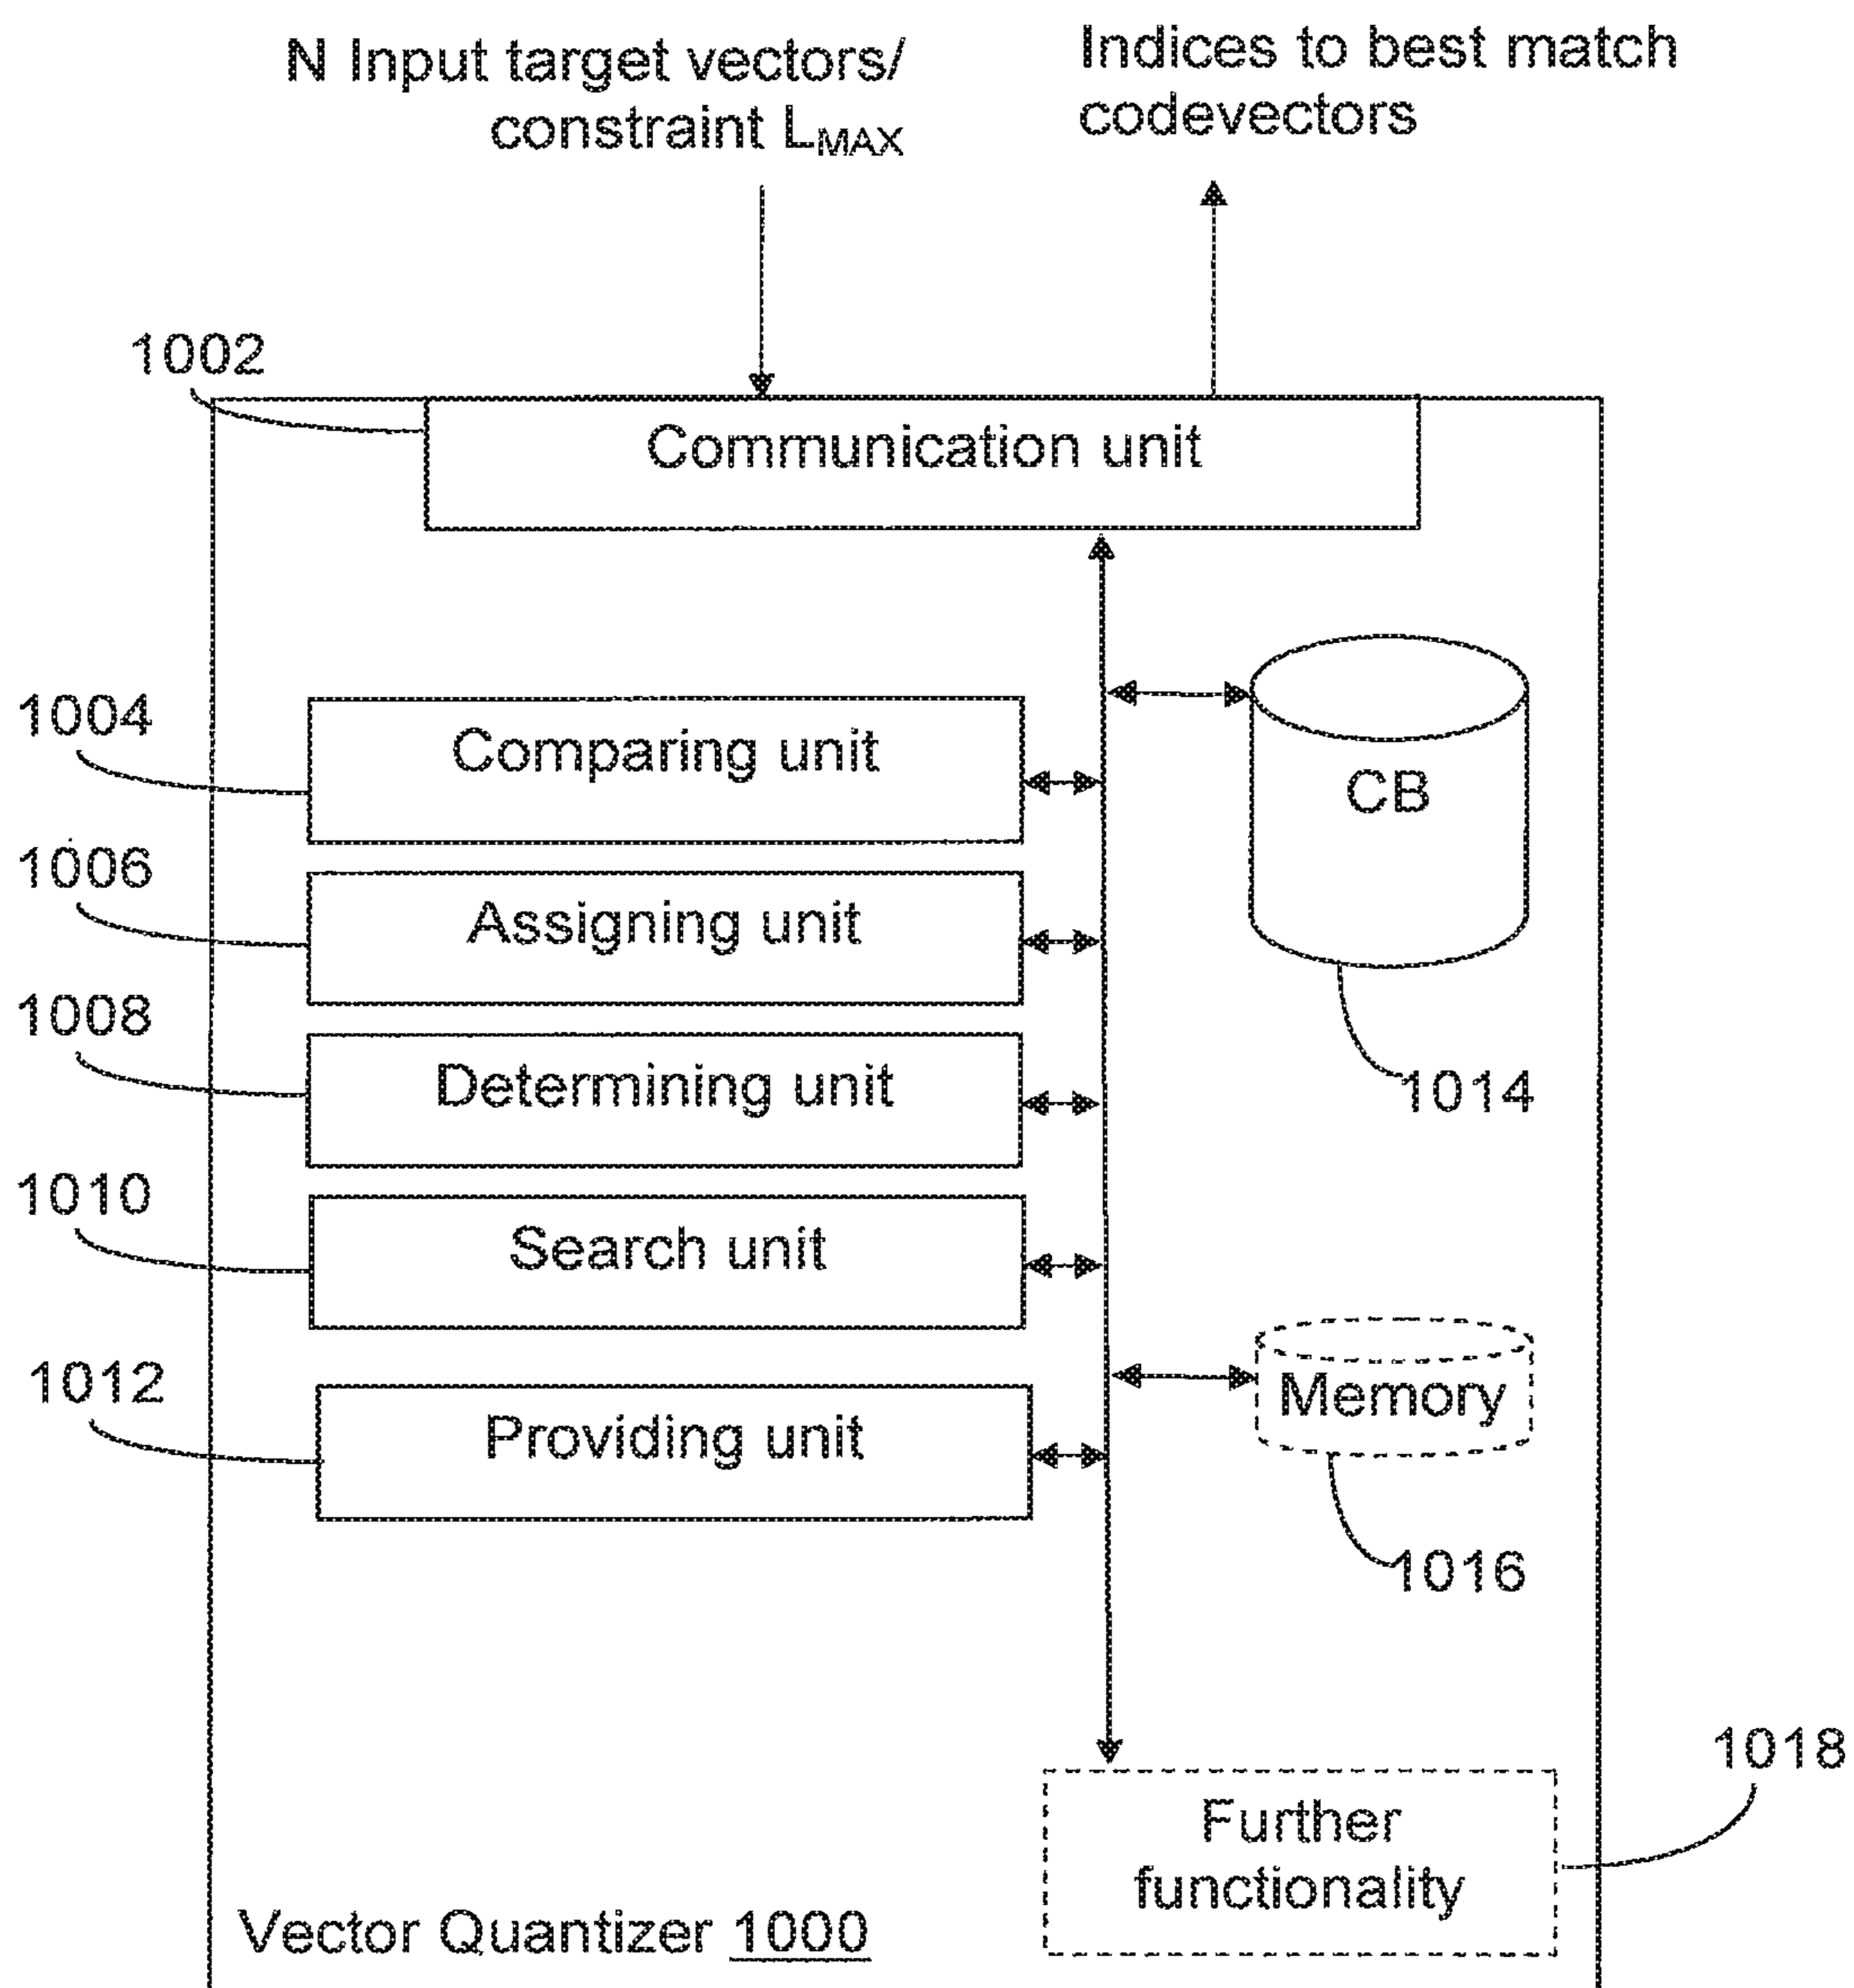 N Input target vectors/
constraint LMAX
Indices to best match
codevectors
1002
Communication unit
1004
Comparing unit
CB
1006
Assigning unit
1008
Determining unit
1014
1010
Search unit
1012
Providing unit
Memory
1016
1018
Further
functionality
Vector Quantizer 1000